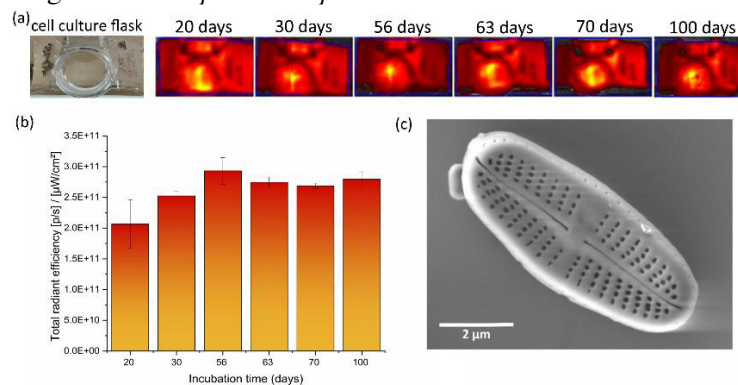 (a)
cell culture flask 20 days 30 days 56 days 63 days 70 days 100 days
(b)
Total radiant efficiency [p/s] / [µW/cm²]
3.5E+11
3.0E+11
2.5E+11
2.0E+11
1.5E+11
1.0E+11
5.0E+10
0.0E+00
20 30 56 63 70 100
Incubation time (days)
(c)
2 µm